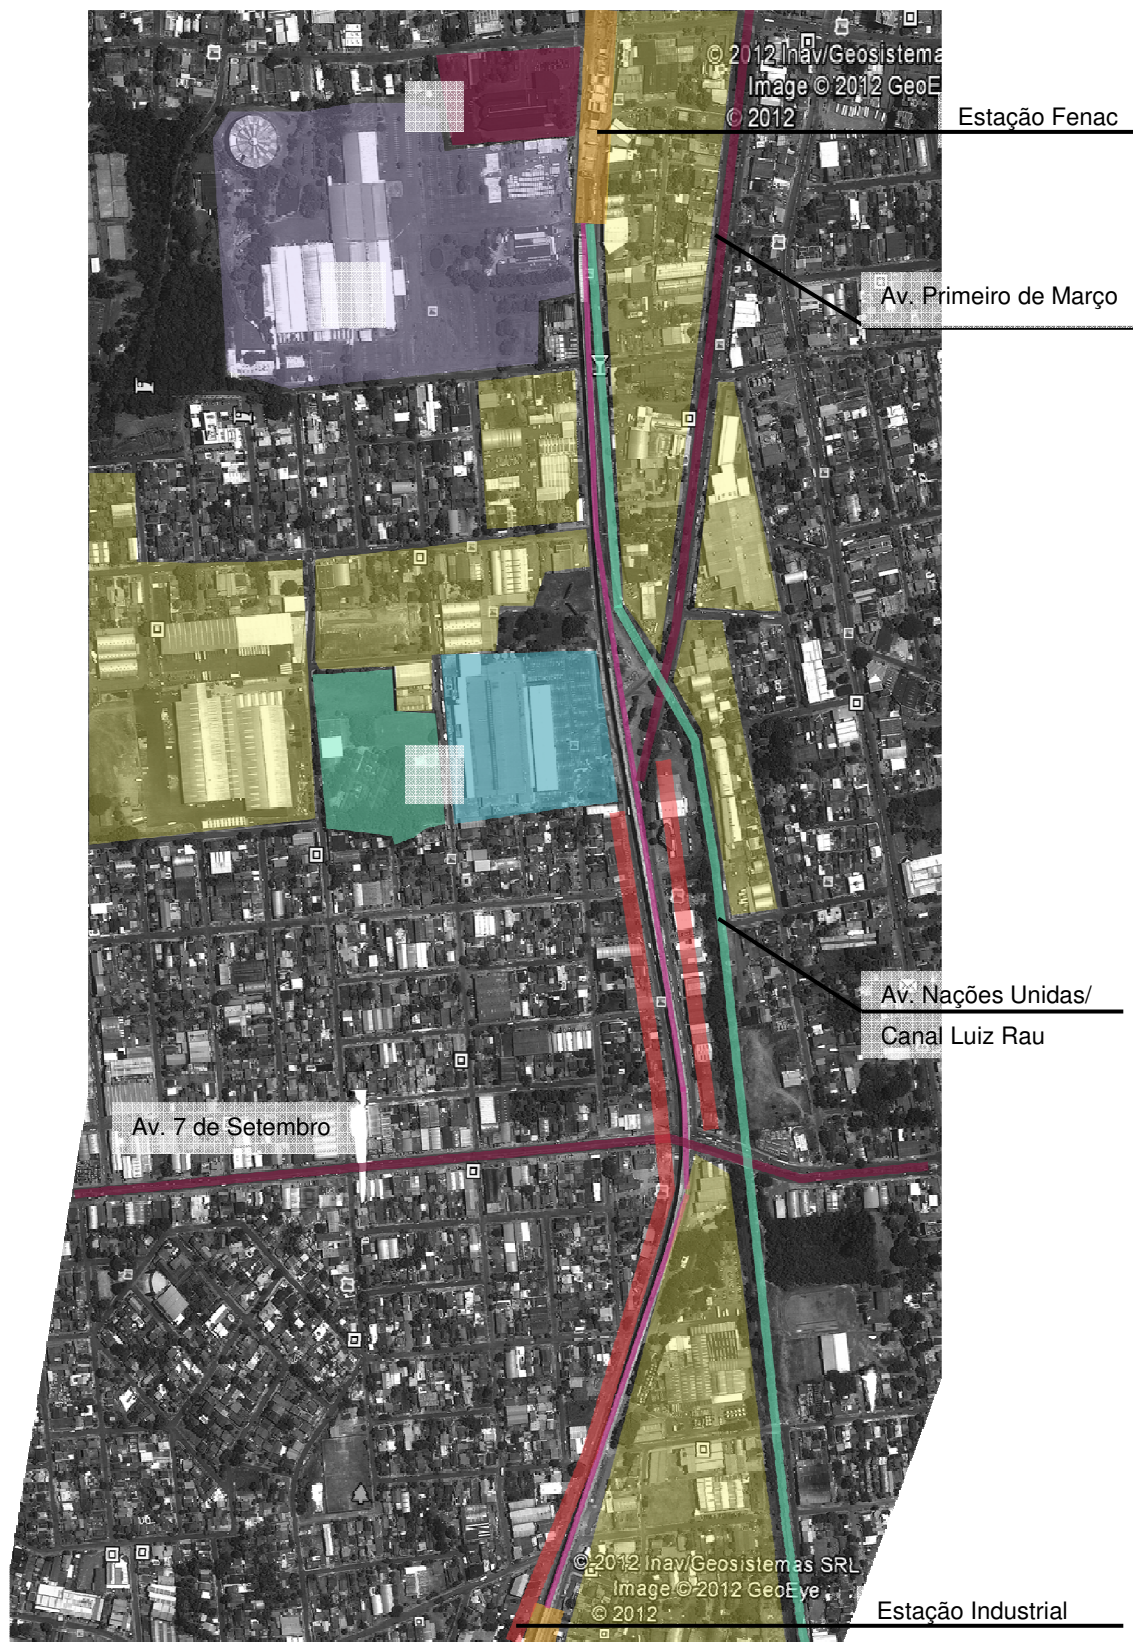 © 2012 Inav/Geosistema
Image © 2012 GeoE
© 2012
Estação Fenac
Av. Primeiro de Março
Av. Nações Unidas/
Canal Luiz Rau
Av. 7 de Setembro
© 2012 Inav/Geosistemas SRL
Image © 2012 GeoEye
© 2012
Estação Industrial